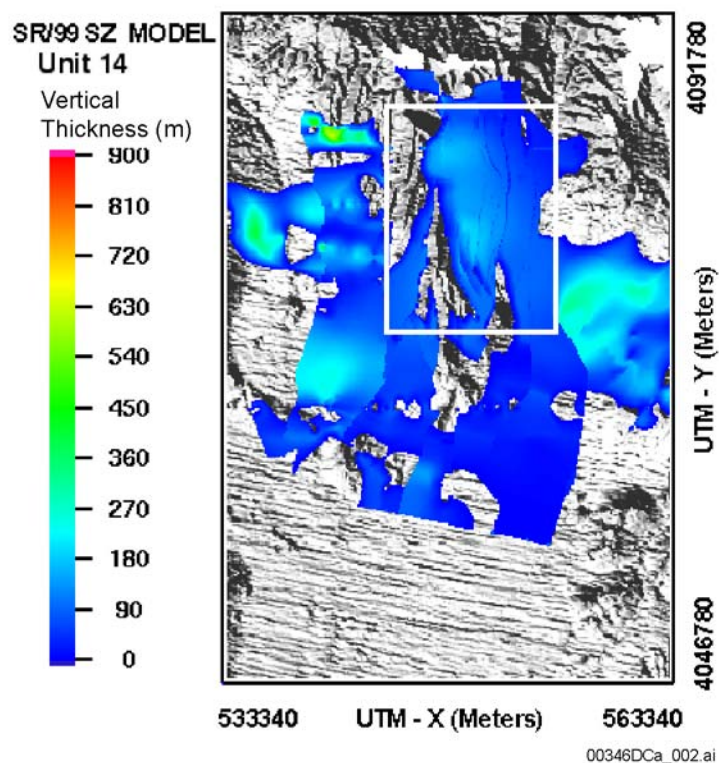 SR/99 SZ MODEL
Unit 14
Vertical
Thickness (m)
900
810
720
630
540
450
360
270
180
90
0
4091780
UTM - Y (Meters)
4046780
533340
UTM - X (Meters)
563340
00346DCa_002.ai